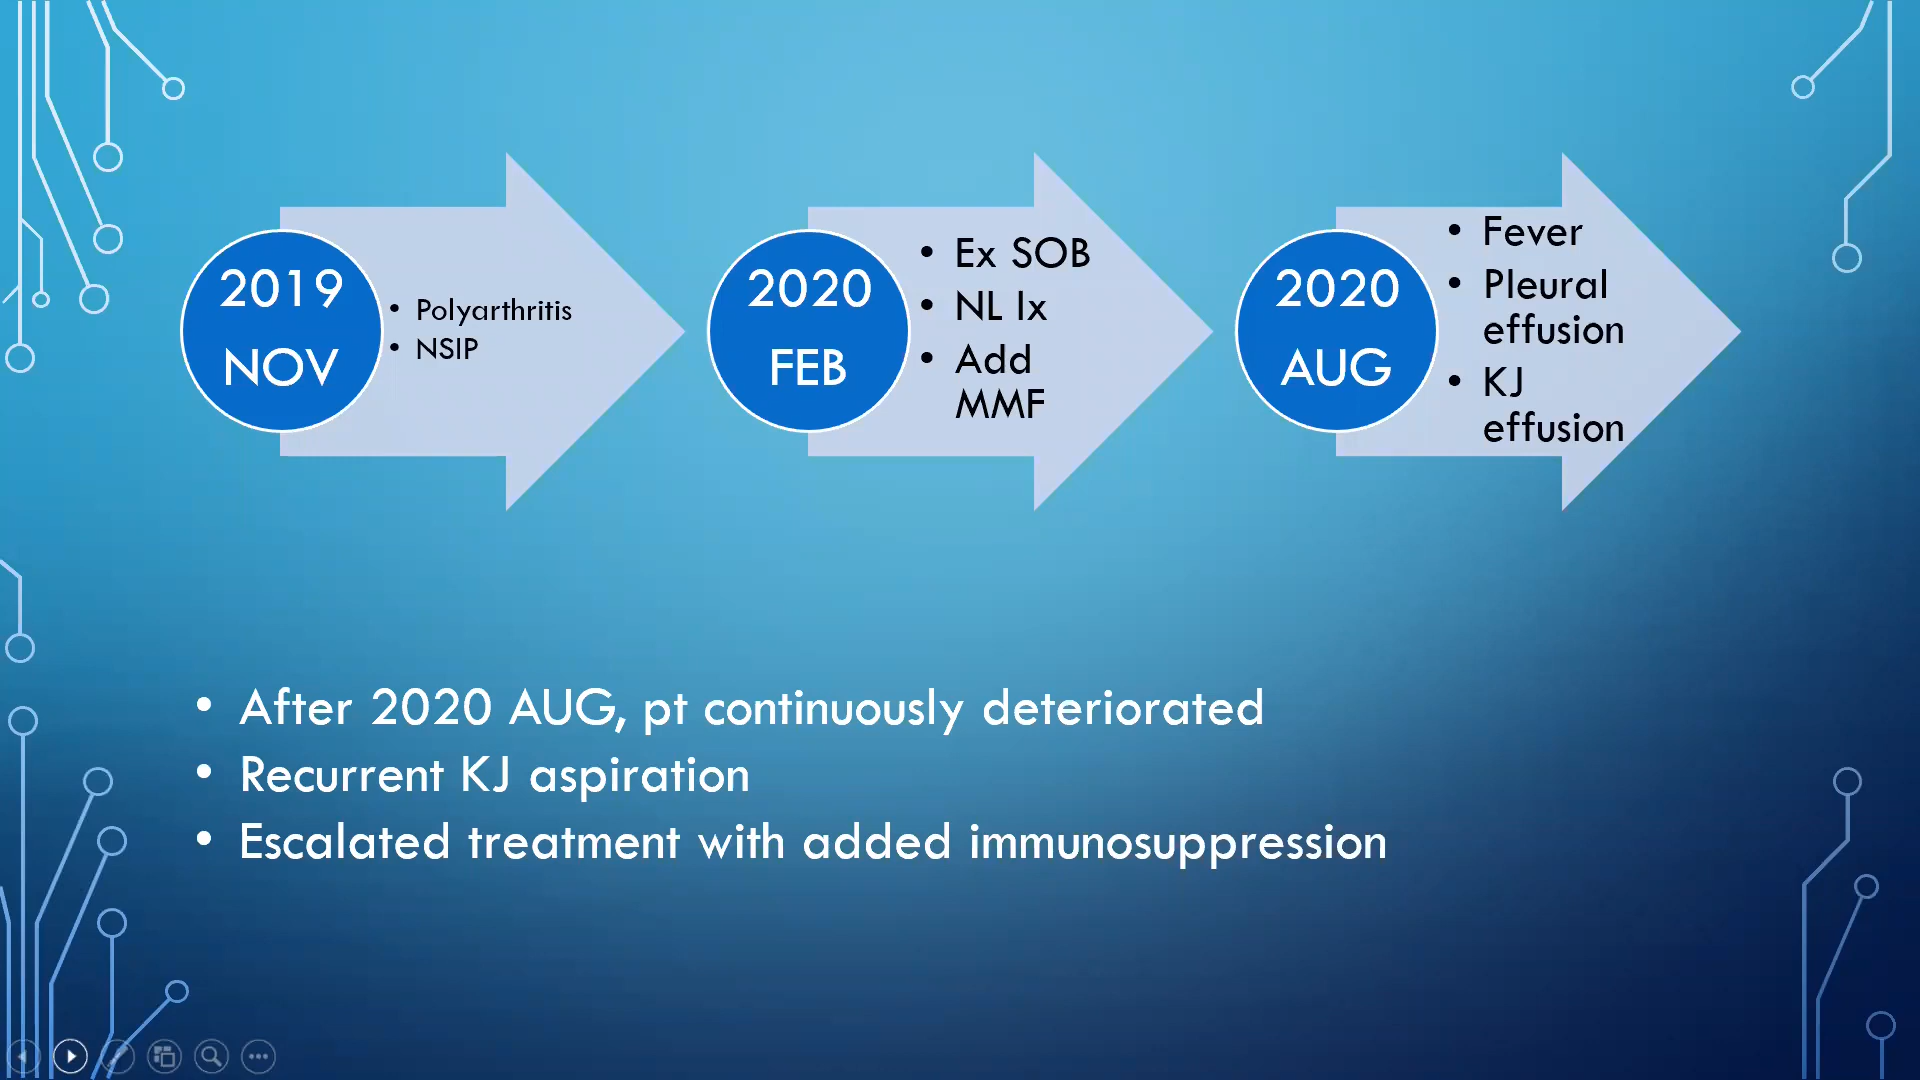 2019
NOV
• Polyarthritis
• NSIP
2020
FEB
• Ex SOB
• NL Ix
• Add
MMF
2020
AUG
• Fever
• Pleural
effusion
• KJ
effusion
• After 2020 AUG, pt continuously deteriorated
• Recurrent KJ aspiration
• Escalated treatment with added immunosuppression